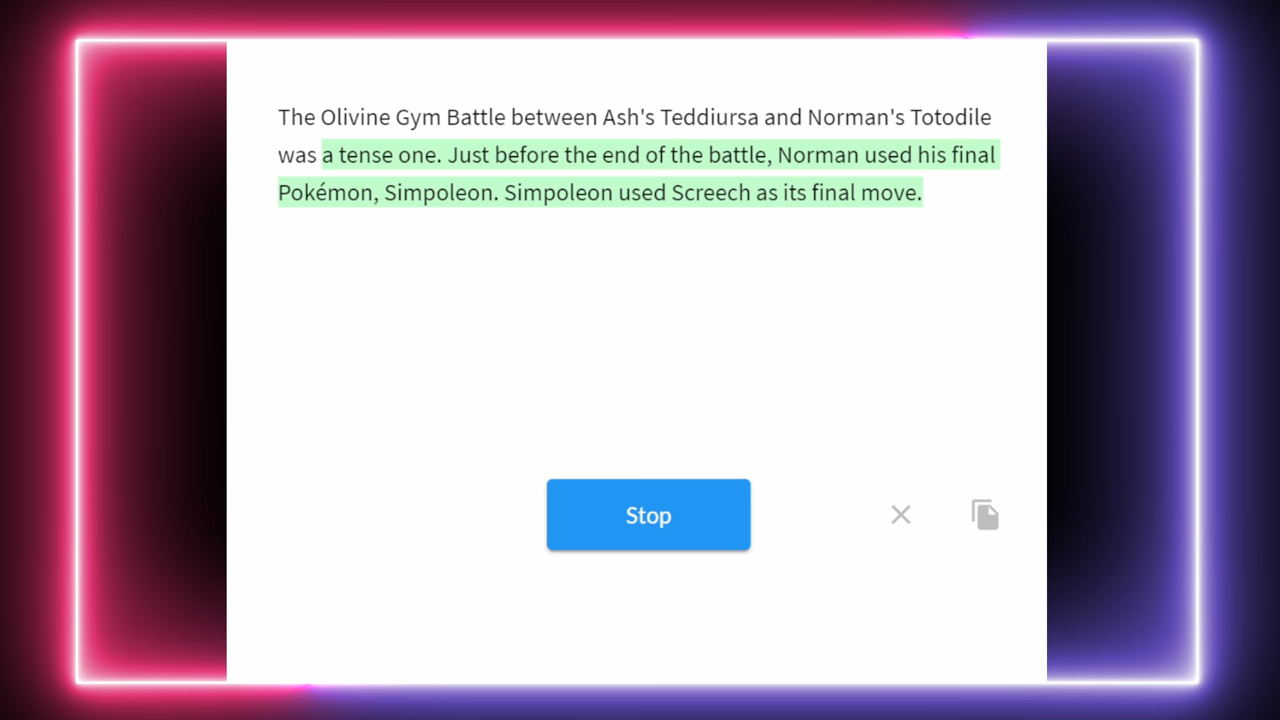 The Olivine Gym Battle between Ash's Teddiursa and Norman's Totodile
was a tense one. Just before the end of the battle, Norman used his final
Pokémon, Simpoleon. Simpoleon used Screech as its final move.
Stop